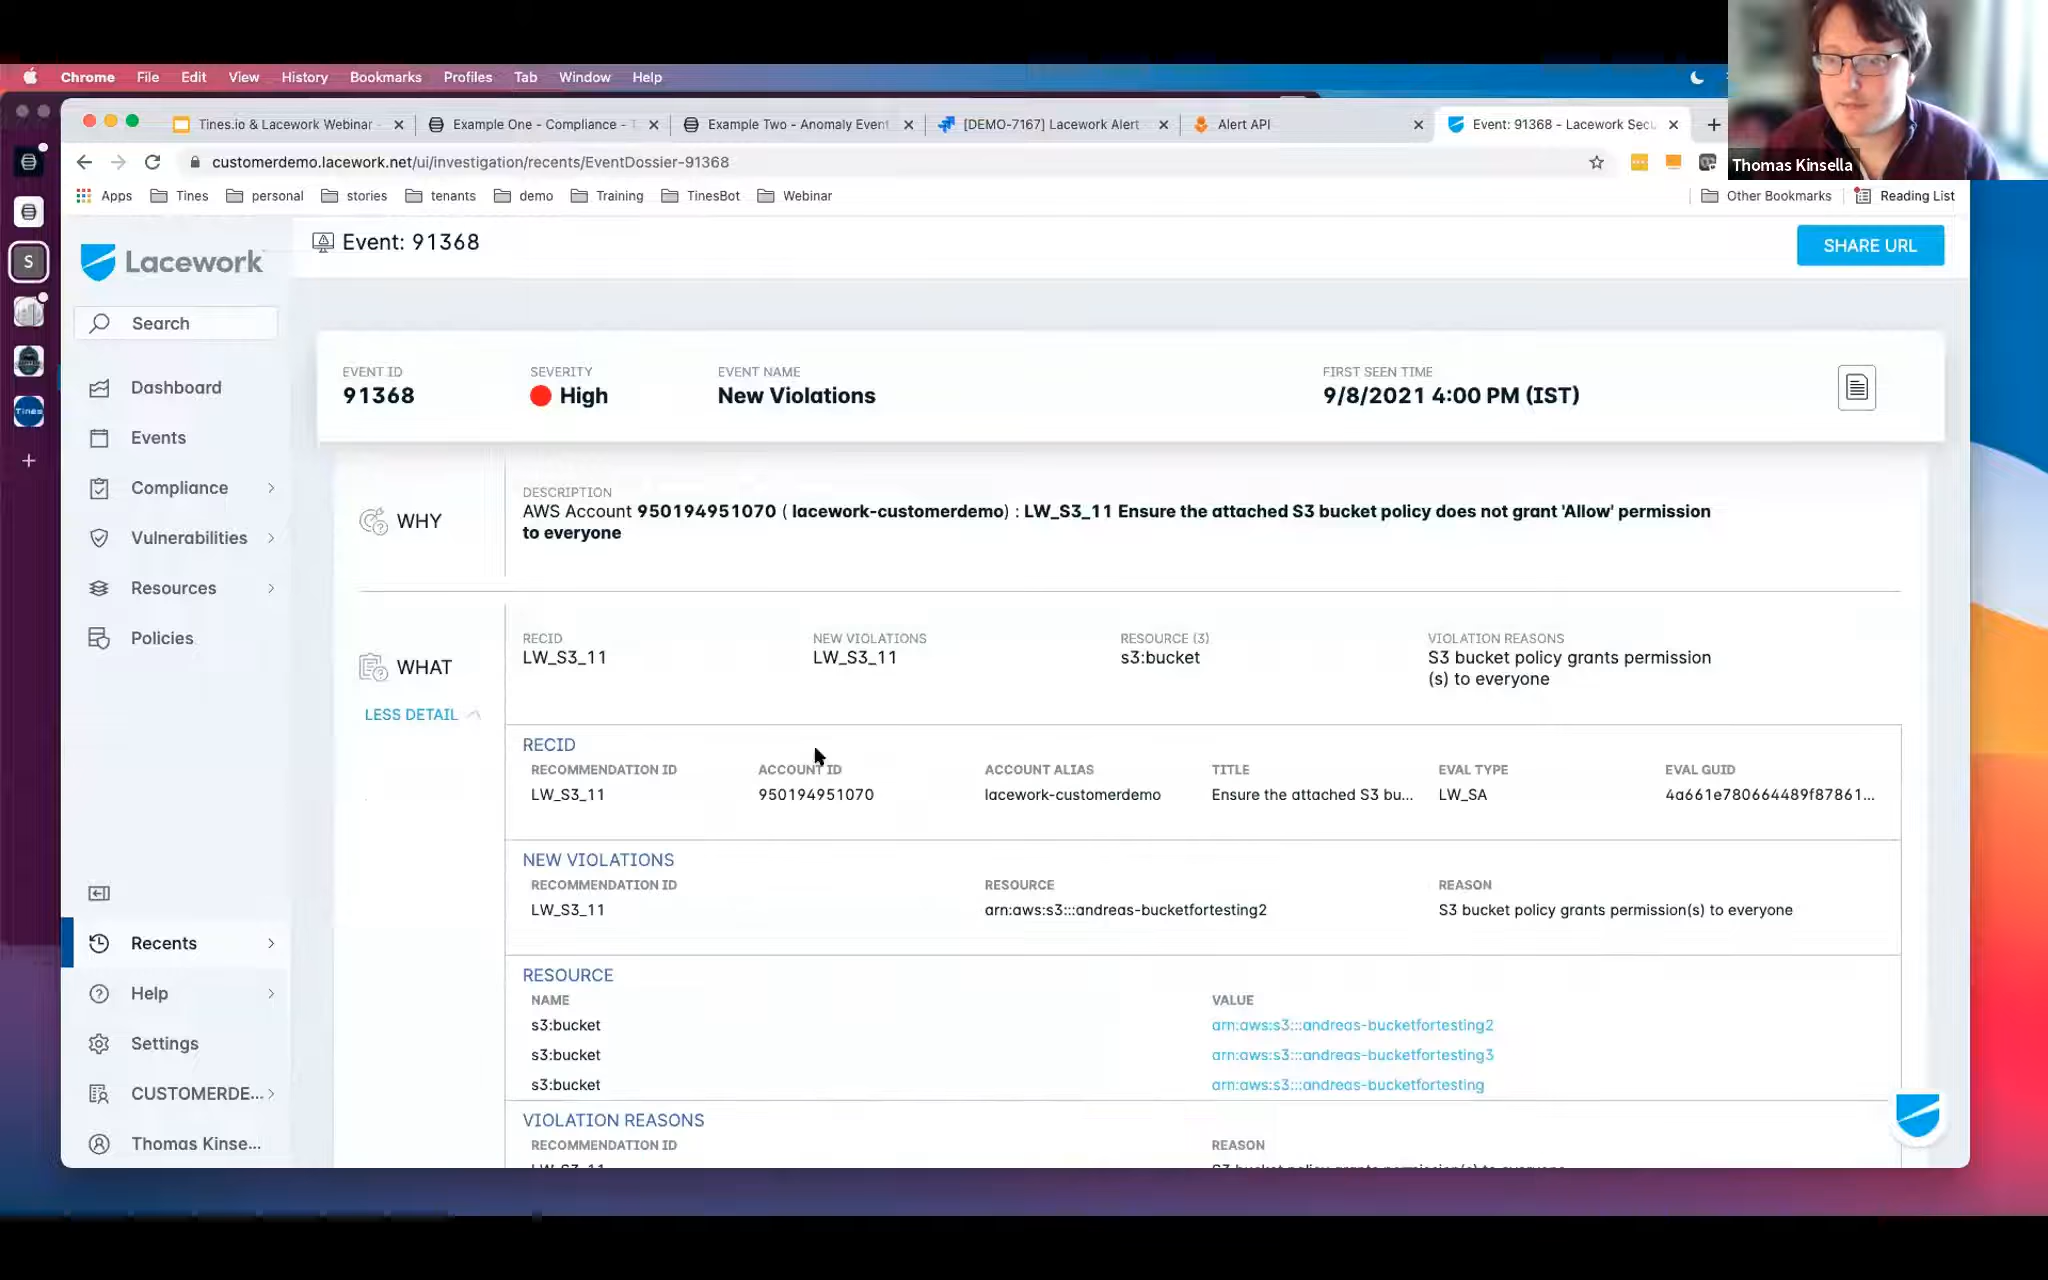 Chrome File Edit View History Bookmarks Profiles Tab Window Help
Tines.io & Lacework Webinar - Example One - Compliance - T Example Two - Anomaly Event [DEMO-7167] Lacework Alert Alert API Event: 91368 - Lacework Secu
customerdemo.lacework.net/ui/investigation/recents/EventDossier-91368
Thomas Kinsella
Apps Tines personal stories tenants demo Training TinesBot Webinar Other Bookmarks Reading List
Lacework
Event: 91368
SHARE URL
S
Tines
Search
Dashboard
Events
Compliance
Vulnerabilities
Resources
Policies
Recents
Help
Settings
CUSTOMERDE...
Thomas Kinse...
EVENT ID SEVERITY EVENT NAME FIRST SEEN TIME
91368 High New Violations 9/8/2021 4:00 PM (IST)
WHY
DESCRIPTION
AWS Account 950194951070 ( lacework-customerdemo) : LW_S3_11 Ensure the attached S3 bucket policy does not grant 'Allow' permission
to everyone
WHAT
LESS DETAIL
RECID NEW VIOLATIONS RESOURCE (3) VIOLATION REASONS
LW_S3_11 LW_S3_11 s3:bucket S3 bucket policy grants permission
(s) to everyone
RECID
RECOMMENDATION ID ACCOUNT ID ACCOUNT ALIAS TITLE EVAL TYPE EVAL GUID
LW_S3_11 950194951070 lacework-customerdemo Ensure the attached S3 bu... LW_SA 4a661e780664489f87861...
NEW VIOLATIONS
RECOMMENDATION ID RESOURCE REASON
LW_S3_11 arn:aws:s3:::andreas-bucketfortesting2 S3 bucket policy grants permission(s) to everyone
RESOURCE
NAME VALUE
s3:bucket arn:aws:s3:::andreas-bucketfortesting2
s3:bucket arn:aws:s3:::andreas-bucketfortesting3
s3:bucket arn:aws:s3:::andreas-bucketfortesting
VIOLATION REASONS
RECOMMENDATION ID REASON